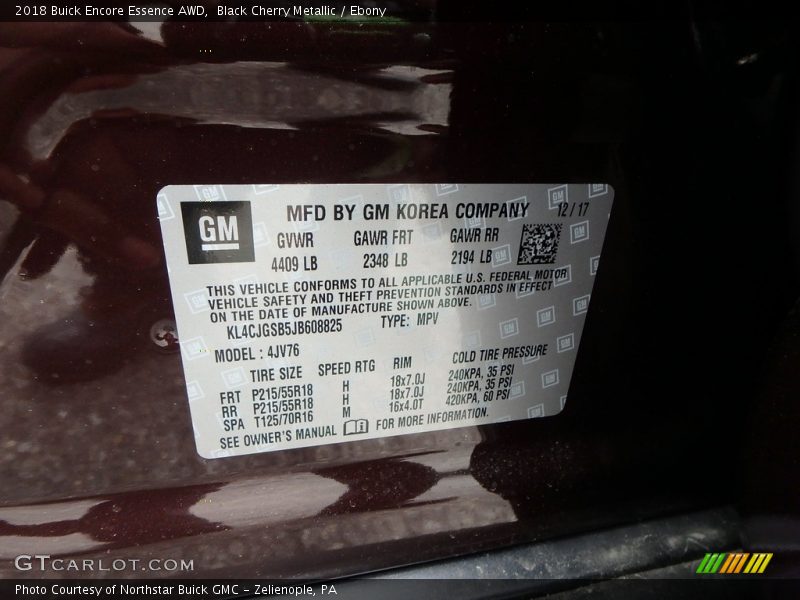 2018 Buick Encore Essence AWD, Black Cherry Metallic / Ebony
GM
MFD BY GM KOREA COMPANY 12/17
GVWR GAWR FRT GAWR RR
4409 LB 2348 LB 2194 LB
THIS VEHICLE CONFORMS TO ALL APPLICABLE U.S. FEDERAL MOTOR
VEHICLE SAFETY AND THEFT PREVENTION STANDARDS IN EFFECT
ON THE DATE OF MANUFACTURE SHOWN ABOVE.
KL4CJGSB5JB608825 TYPE: MPV
MODEL : 4JV76
TIRE SIZE SPEED RTG RIM COLD TIRE PRESSURE
FRT P215/55R18 H 18x7.0J 240KPA, 35 PSI
RR P215/55R18 H 18x7.0J 240KPA, 35 PSI
SPA T125/70R16 M 16x4.0T 420KPA, 60 PSI
SEE OWNER'S MANUAL FOR MORE INFORMATION.
GTCARLOT.COM
Photo Courtesy of Northstar Buick GMC - Zelienople, PA